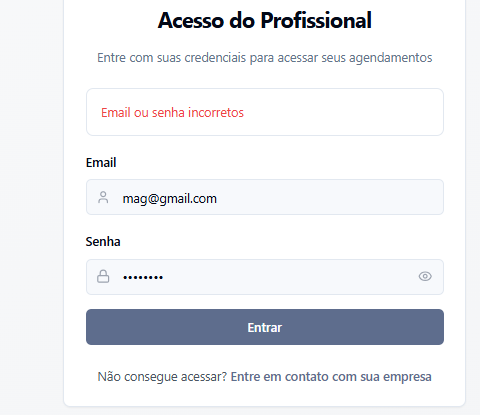 Acesso do Profissional
Entre com suas credenciais para acessar seus agendamentos
Email ou senha incorretos
Email
mag@gmail.com
Senha
••••••••
Entrar
Não consegue acessar? Entre em contato com sua empresa